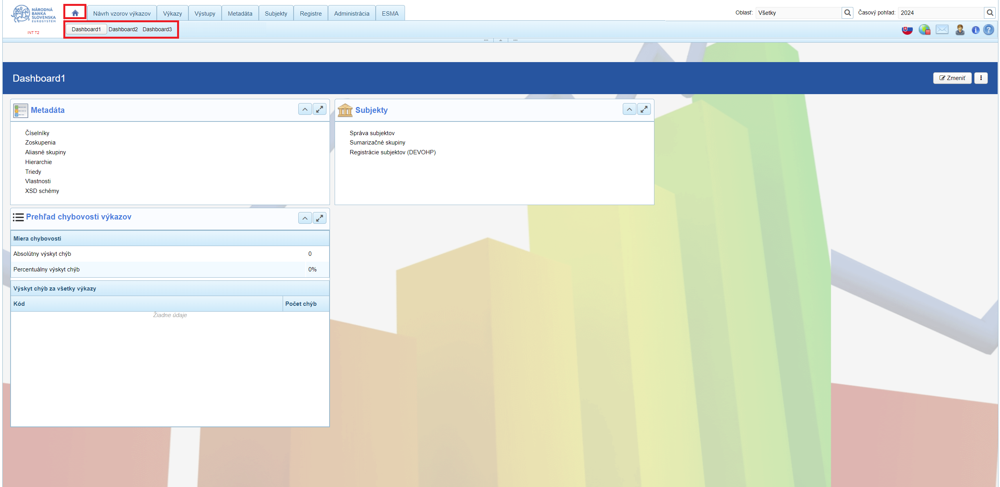 NÁRODNÁ
BANKA
SLOVENSKA
EUROSYSTÉM
INT T2
Návrh vzorov výkazov Výkazy Výstupy Metadáta Subjekty Registre Administrácia ESMA
Oblasť: Všetky Časový pohľad: 2024
Dashboard1 Dashboard2 Dashboard3
Dashboard1
Zmeniť
Metadáta
Číselníky
Zoskupenia
Aliasné skupiny
Hierarchie
Triedy
Vlastnosti
XSD schémy
Subjekty
Správa subjektov
Sumarizačné skupiny
Registrácie subjektov (DEVOHP)
Prehľad chybovosti výkazov
Miera chybovosti
Absolútny výskyt chýb 0
Percentuálny výskyt chýb 0%
Výskyt chýb za všetky výkazy
Kód Počet chýb
Žiadne údaje